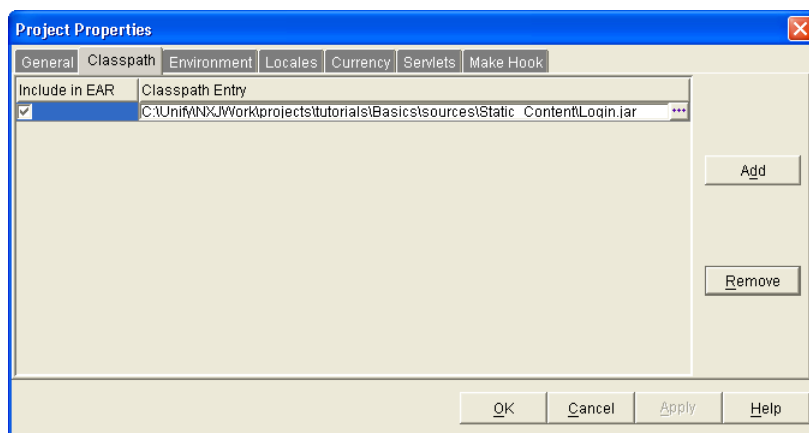 Project Properties
General Classpath Environment Locales Currency Servlets Make Hook
Include in EAR Classpath Entry
C:\Unify\NXJWork\projects\tutorials\Basics\sources\Static_Content\Login.jar ...
Add
Remove
OK Cancel Apply Help